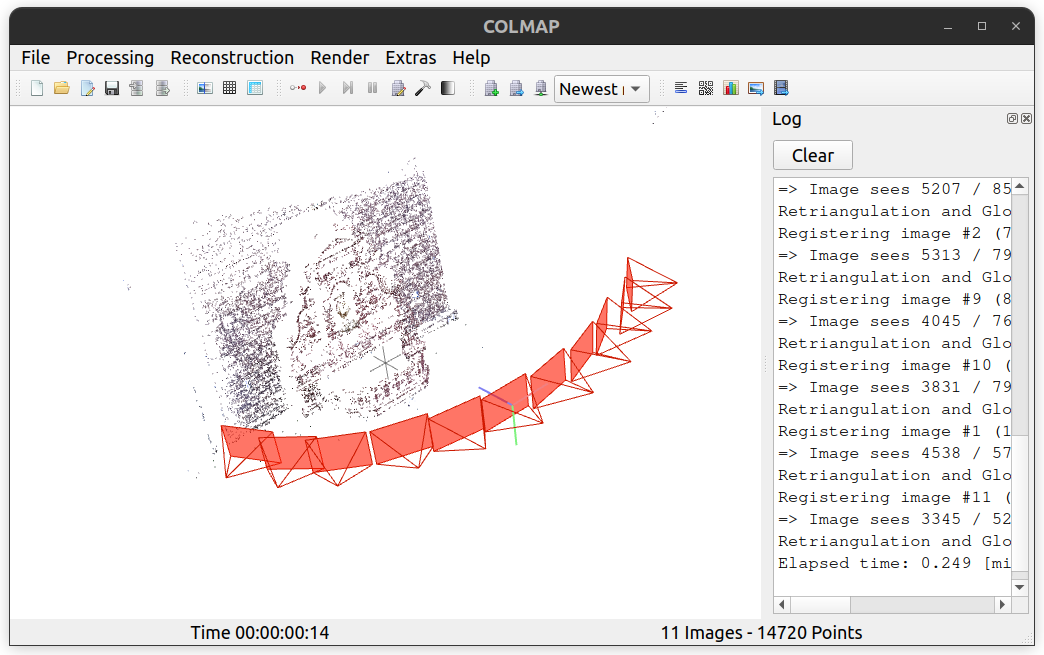 COLMAP
File Processing Reconstruction Render Extras Help
Newest
Log
Clear
=> Image sees 5207 / 85
Retriangulation and Glo
Registering image #2 (7
=> Image sees 5313 / 79
Retriangulation and Glo
Registering image #9 (8
=> Image sees 4045 / 76
Retriangulation and Glo
Registering image #10 (
=> Image sees 3831 / 79
Retriangulation and Glo
Registering image #1 (1
=> Image sees 4538 / 57
Retriangulation and Glo
Registering image #11 (
=> Image sees 3345 / 52
Retriangulation and Glo
Elapsed time: 0.249 [mi
Time 00:00:00:14
11 Images - 14720 Points